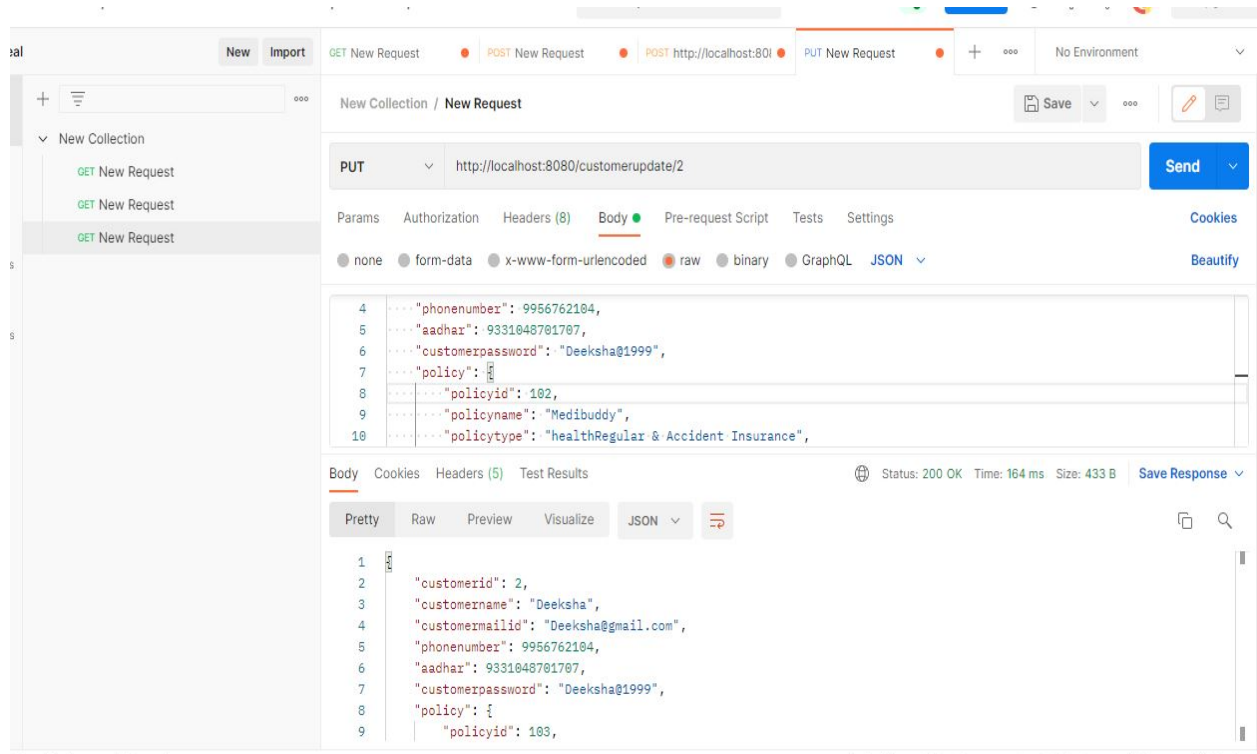 eal New Import GET New Request POST New Request POST http://localhost:80 PUT New Request No Environment
New Collection / New Request Save
New Collection
GET New Request
GET New Request
GET New Request
PUT http://localhost:8080/customerupdate/2 Send
Params Authorization Headers (8) Body Pre-request Script Tests Settings Cookies
none form-data x-www-form-urlencoded raw binary GraphQL JSON Beautify
4 "phonenumber": 9956762104,
5 "aadhar": 9331048701707,
6 "customerpassword": "Deeksha@1999",
7 "policy": {
8 "policyid": 102,
9 "policyname": "Medibuddy",
10 "policytype": "healthRegular & Accident Insurance",
Body Cookies Headers (5) Test Results Status: 200 OK Time: 164 ms Size: 433 B Save Response
Pretty Raw Preview Visualize JSON
1 {
2 "customerid": 2,
3 "customername": "Deeksha",
4 "customermailid": "Deeksha@gmail.com",
5 "phonenumber": 9956762104,
6 "aadhar": 9331048701707,
7 "customerpassword": "Deeksha@1999",
8 "policy": {
9 "policyid": 103,